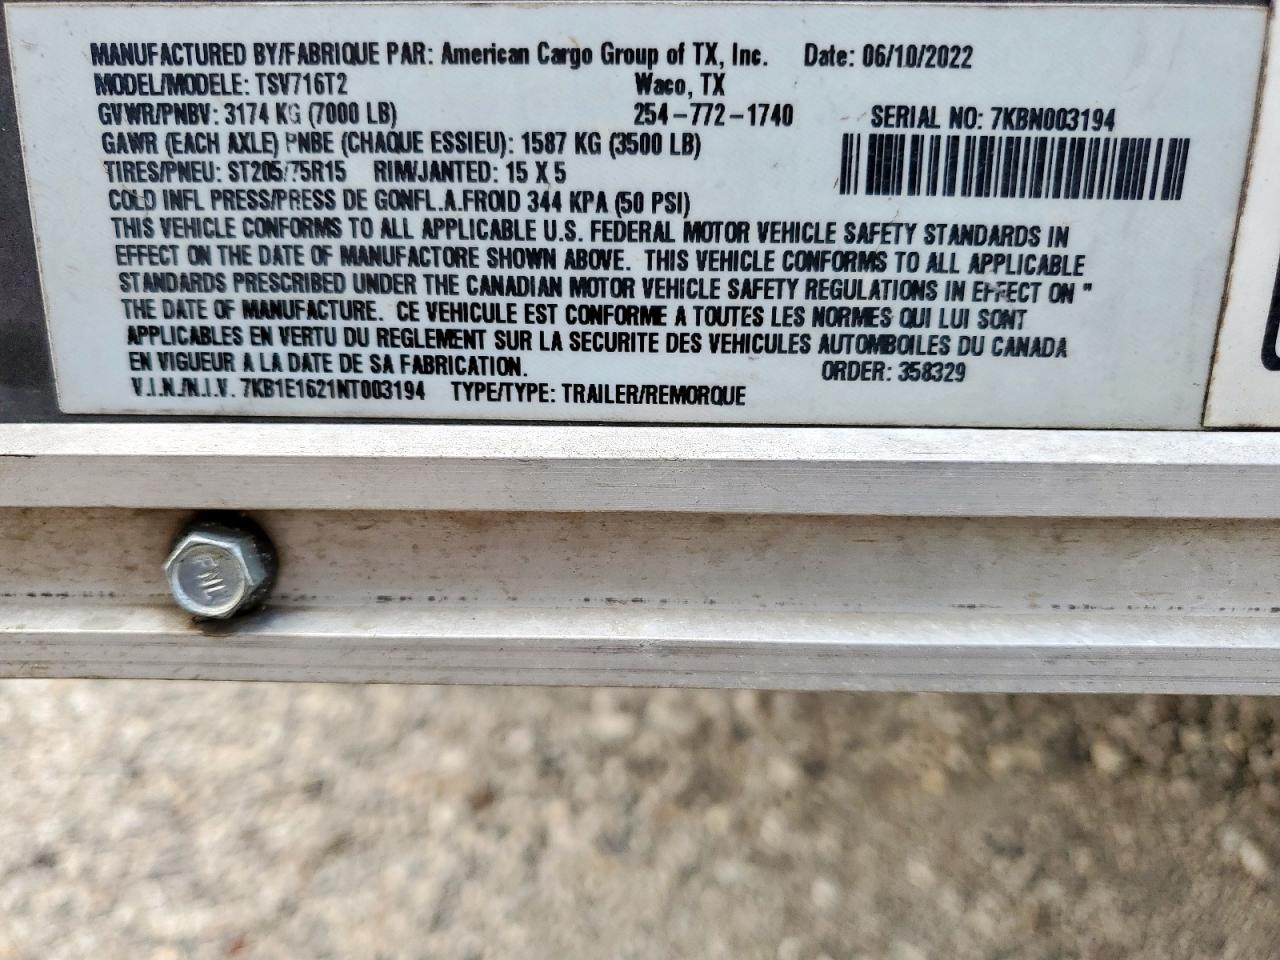 MANUFACTURED BY/FABRIQUE PAR: American Cargo Group of TX, Inc. Date: 06/10/2022
MODEL/MODELE: TSV716T2 Waco, TX
GVWR/PNBV: 3174 KG (7000 LB) 254-772-1740 SERIAL NO: 7KBN003194
GAWR (EACH AXLE) PNBE (CHAQUE ESSIEU): 1587 KG (3500 LB)
TIRES/PNEU: ST205/75R15 RIM/JANTED: 15 X 5
COLD INFL PRESS/PRESS DE GONFL.A.FROID 344 KPA (50 PSI)
THIS VEHICLE CONFORMS TO ALL APPLICABLE U.S. FEDERAL MOTOR VEHICLE SAFETY STANDARDS IN
EFFECT ON THE DATE OF MANUFACTORE SHOWN ABOVE. THIS VEHICLE CONFORMS TO ALL APPLICABLE
STANDARDS PRESCRIBED UNDER THE CANADIAN MOTOR VEHICLE SAFETY REGULATIONS IN EFFECT ON "
THE DATE OF MANUFACTURE. CE VEHICULE EST CONFORME A TOUTES LES NORMES QUI LUI SONT
APPLICABLES EN VERTU DU REGLEMENT SUR LA SECURITE DES VEHICULES AUTOMBOILES DU CANADA
EN VIGUEUR A LA DATE DE SA FABRICATION. ORDER: 358329
V.I.N./N.I.V. 7KB1E1621NT003194 TYPE/TYPE: TRAILER/REMORQUE
FNL